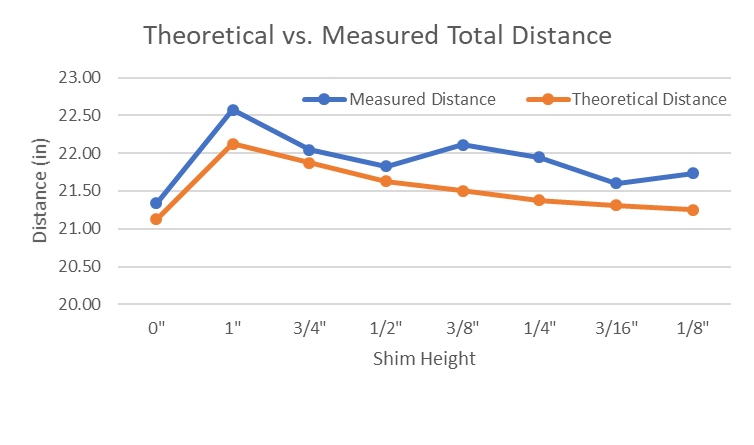 Theoretical vs. Measured Total Distance
23.00
22.50
22.00
21.50
21.00
20.50
20.00
Distance (in)
Measured Distance
Theoretical Distance
0" 1" 3/4" 1/2" 3/8" 1/4" 3/16" 1/8"
Shim Height